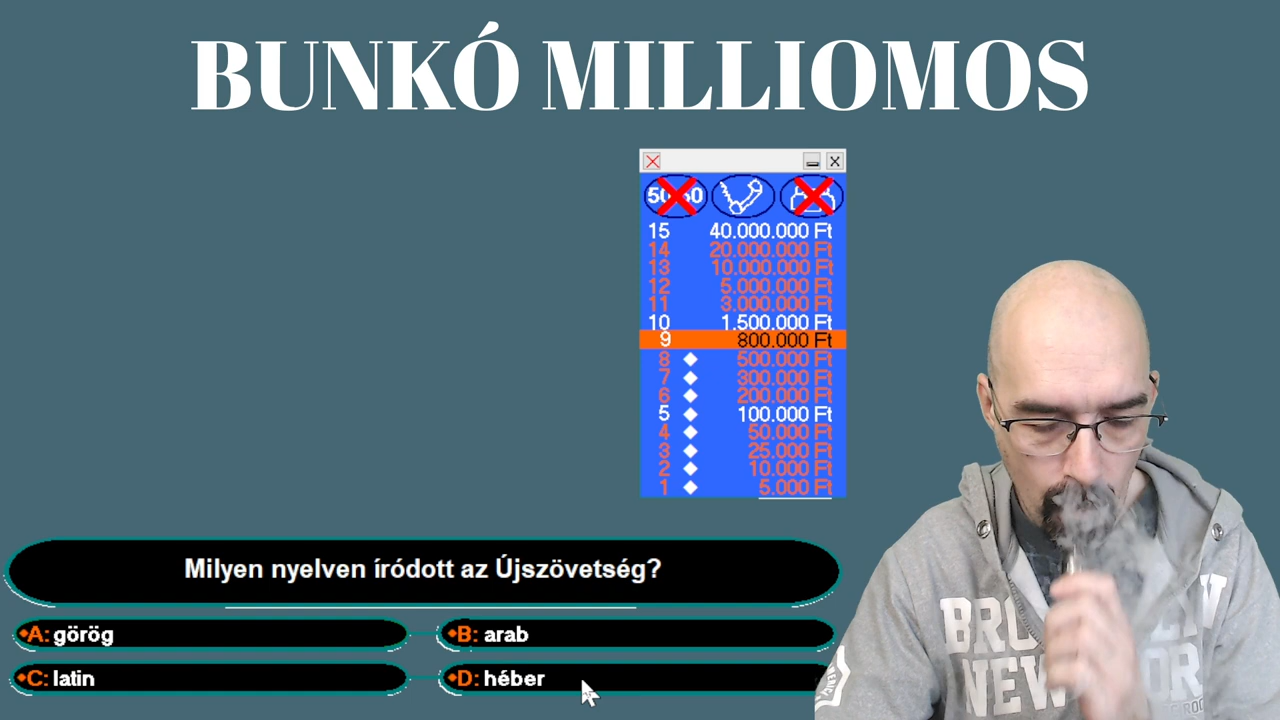 BUNKÓ MILLIOMOS
15 40.000.000 Ft
14 20.000.000 Ft
13 10.000.000 Ft
12 5.000.000 Ft
11 3.000.000 Ft
10 1.500.000 Ft
9 800.000 Ft
8 500.000 Ft
7 300.000 Ft
6 200.000 Ft
5 100.000 Ft
4 50.000 Ft
3 25.000 Ft
2 10.000 Ft
1 5.000 Ft
Milyen nyelven íródott az Újszövetség?
A: görög
B: arab
C: latin
D: héber
NEW